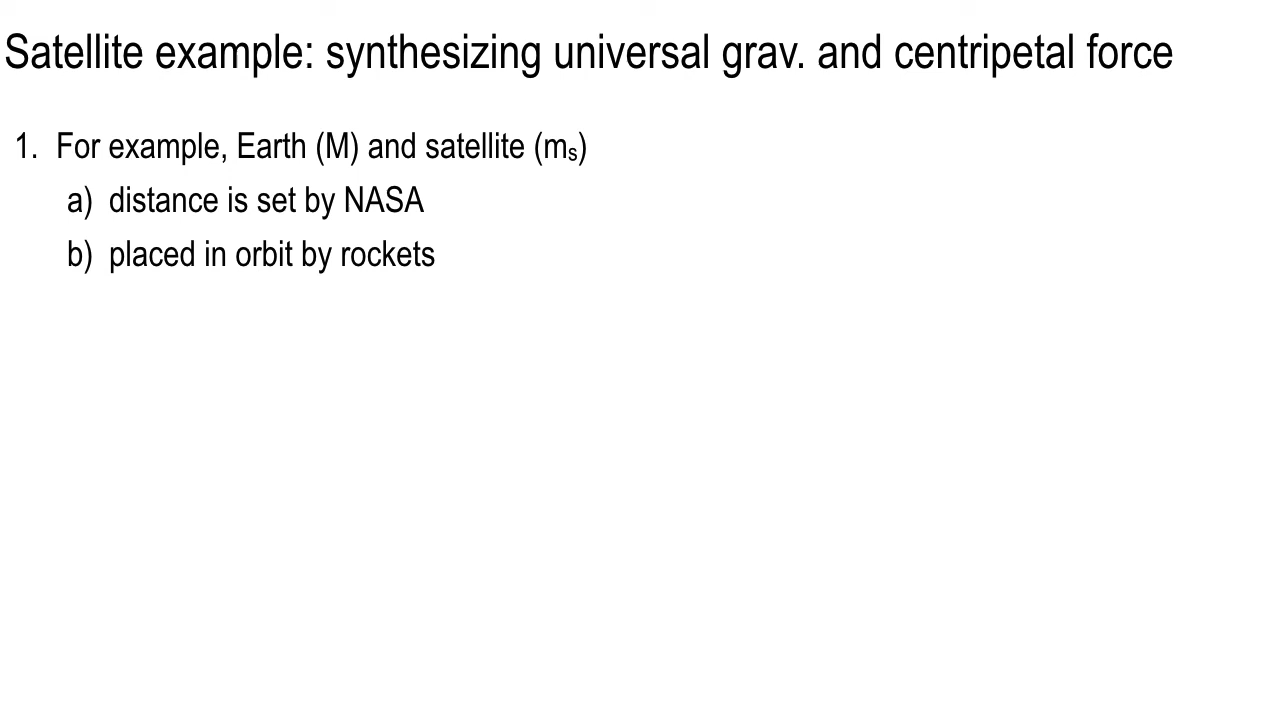 Satellite example: synthesizing universal grav. and centripetal force
1. For example, Earth (M) and satellite (mₛ)
a) distance is set by NASA
b) placed in orbit by rockets